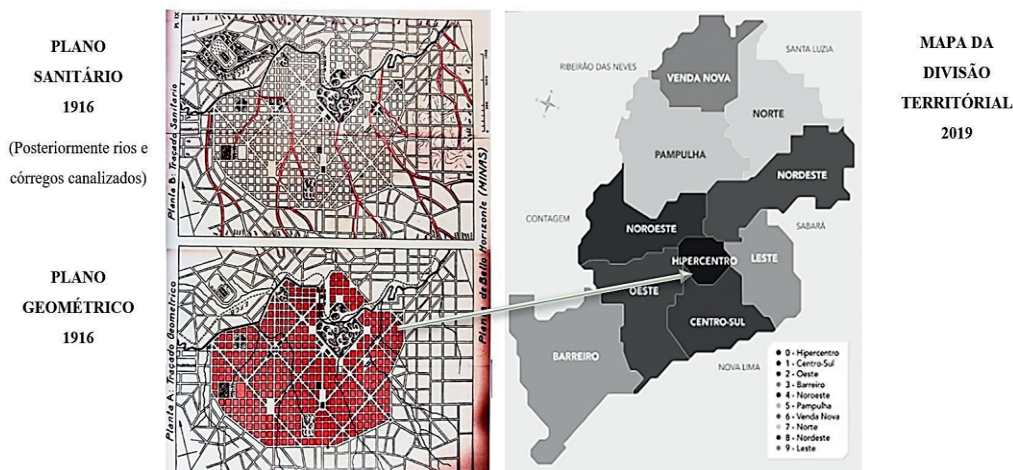 PLANO
SANITÁRIO
1916
(Posteriormente rios e
córregos canalizados)
PLANO
GEOMÉTRICO
1916
PL. IX
Planta B: Traçado Sanitario
Planta A: Traçado Geometrico
de Bello Horizonte (MINAS)
RIBEIRÃO DAS NEVES
SANTA LUZIA
VENDA NOVA
NORTE
PAMPULHA
NORDESTE
CONTAGEM
SABARÁ
NOROESTE
HIPERCENTRO
LESTE
OESTE
CENTRO-SUL
BARREIRO
NOVA LIMA
0 - Hipercentro
1 - Centro-Sul
2 - Oeste
3 - Barreiro
4 - Noroeste
5 - Pampulha
6 - Venda Nova
7 - Norte
8 - Nordeste
9 - Leste
MAPA DA
DIVISÃO
TERRITÓRIAL
2019